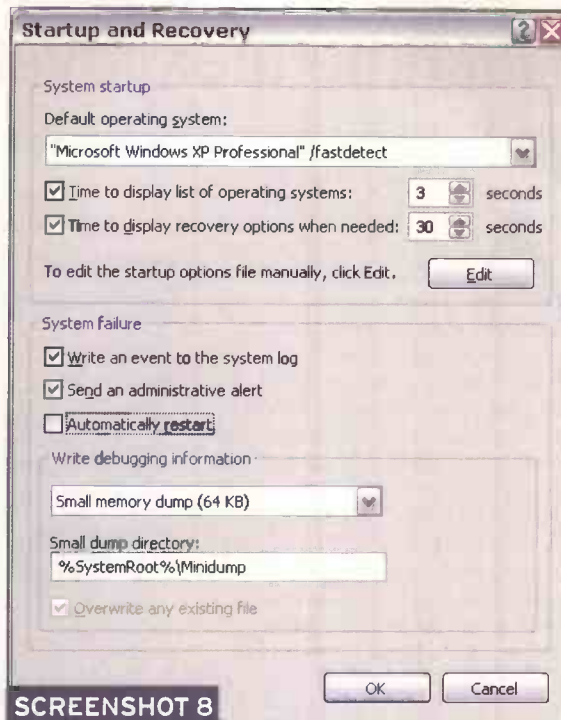 Startup and Recovery
System startup
Default operating system:
"Microsoft Windows XP Professional" /fastdetect
Time to display list of operating systems: 3 seconds
Time to display recovery options when needed: 30 seconds
To edit the startup options file manually, click Edit. Edit
System failure
Write an event to the system log
Send an administrative alert
Automatically restart
Write debugging information
Small memory dump (64 KB)
Small dump directory:
%SystemRoot%\Minidump
Overwrite any existing file
OK Cancel
SCREENSHOT 8